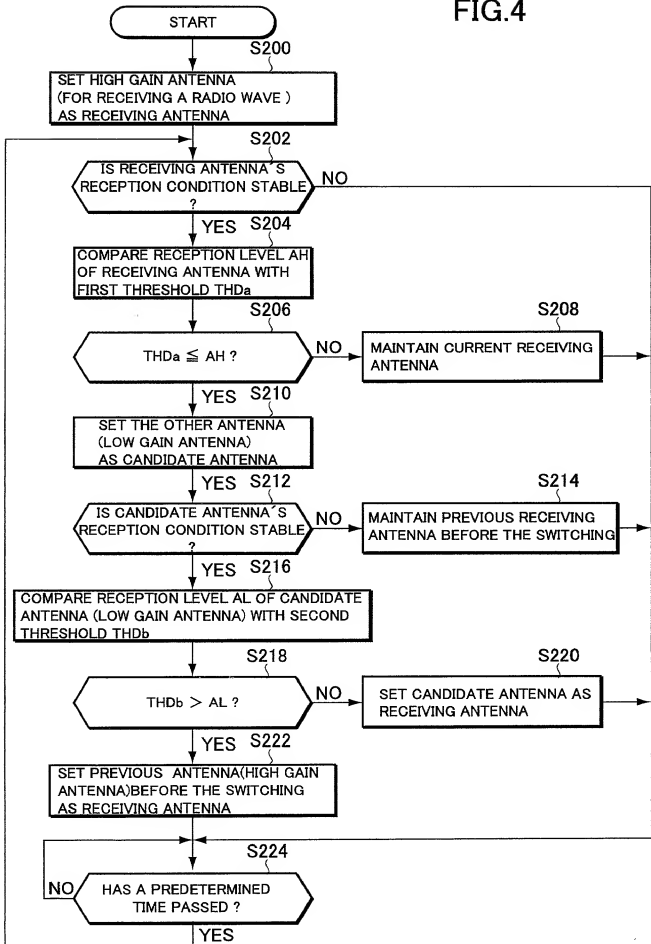 FIG.4
START
S200
SET HIGH GAIN ANTENNA
(FOR RECEIVING A RADIO WAVE )
AS RECEIVING ANTENNA
S202
IS RECEIVING ANTENNA´S
RECEPTION CONDITION STABLE
?
NO
YES
S204
COMPARE RECEPTION LEVEL AH
OF RECEIVING ANTENNA WITH
FIRST THRESHOLD THDa
S206
THDa ≦ AH ?
NO
S208
MAINTAIN CURRENT RECEIVING
ANTENNA
YES
S210
SET THE OTHER ANTENNA
(LOW GAIN ANTENNA)
AS CANDIDATE ANTENNA
YES
S212
IS CANDIDATE ANTENNA´S
RECEPTION CONDITION STABLE
?
NO
S214
MAINTAIN PREVIOUS RECEIVING
ANTENNA BEFORE THE SWITCHING
YES
S216
COMPARE RECEPTION LEVEL AL OF CANDIDATE
ANTENNA (LOW GAIN ANTENNA) WITH SECOND
THRESHOLD THDb
S218
THDb > AL ?
NO
S220
SET CANDIDATE ANTENNA AS
RECEIVING ANTENNA
YES
S222
SET PREVIOUS ANTENNA(HIGH GAIN
ANTENNA)BEFORE THE SWITCHING
AS RECEIVING ANTENNA
S224
NO
HAS A PREDETERMINED
TIME PASSED ?
YES